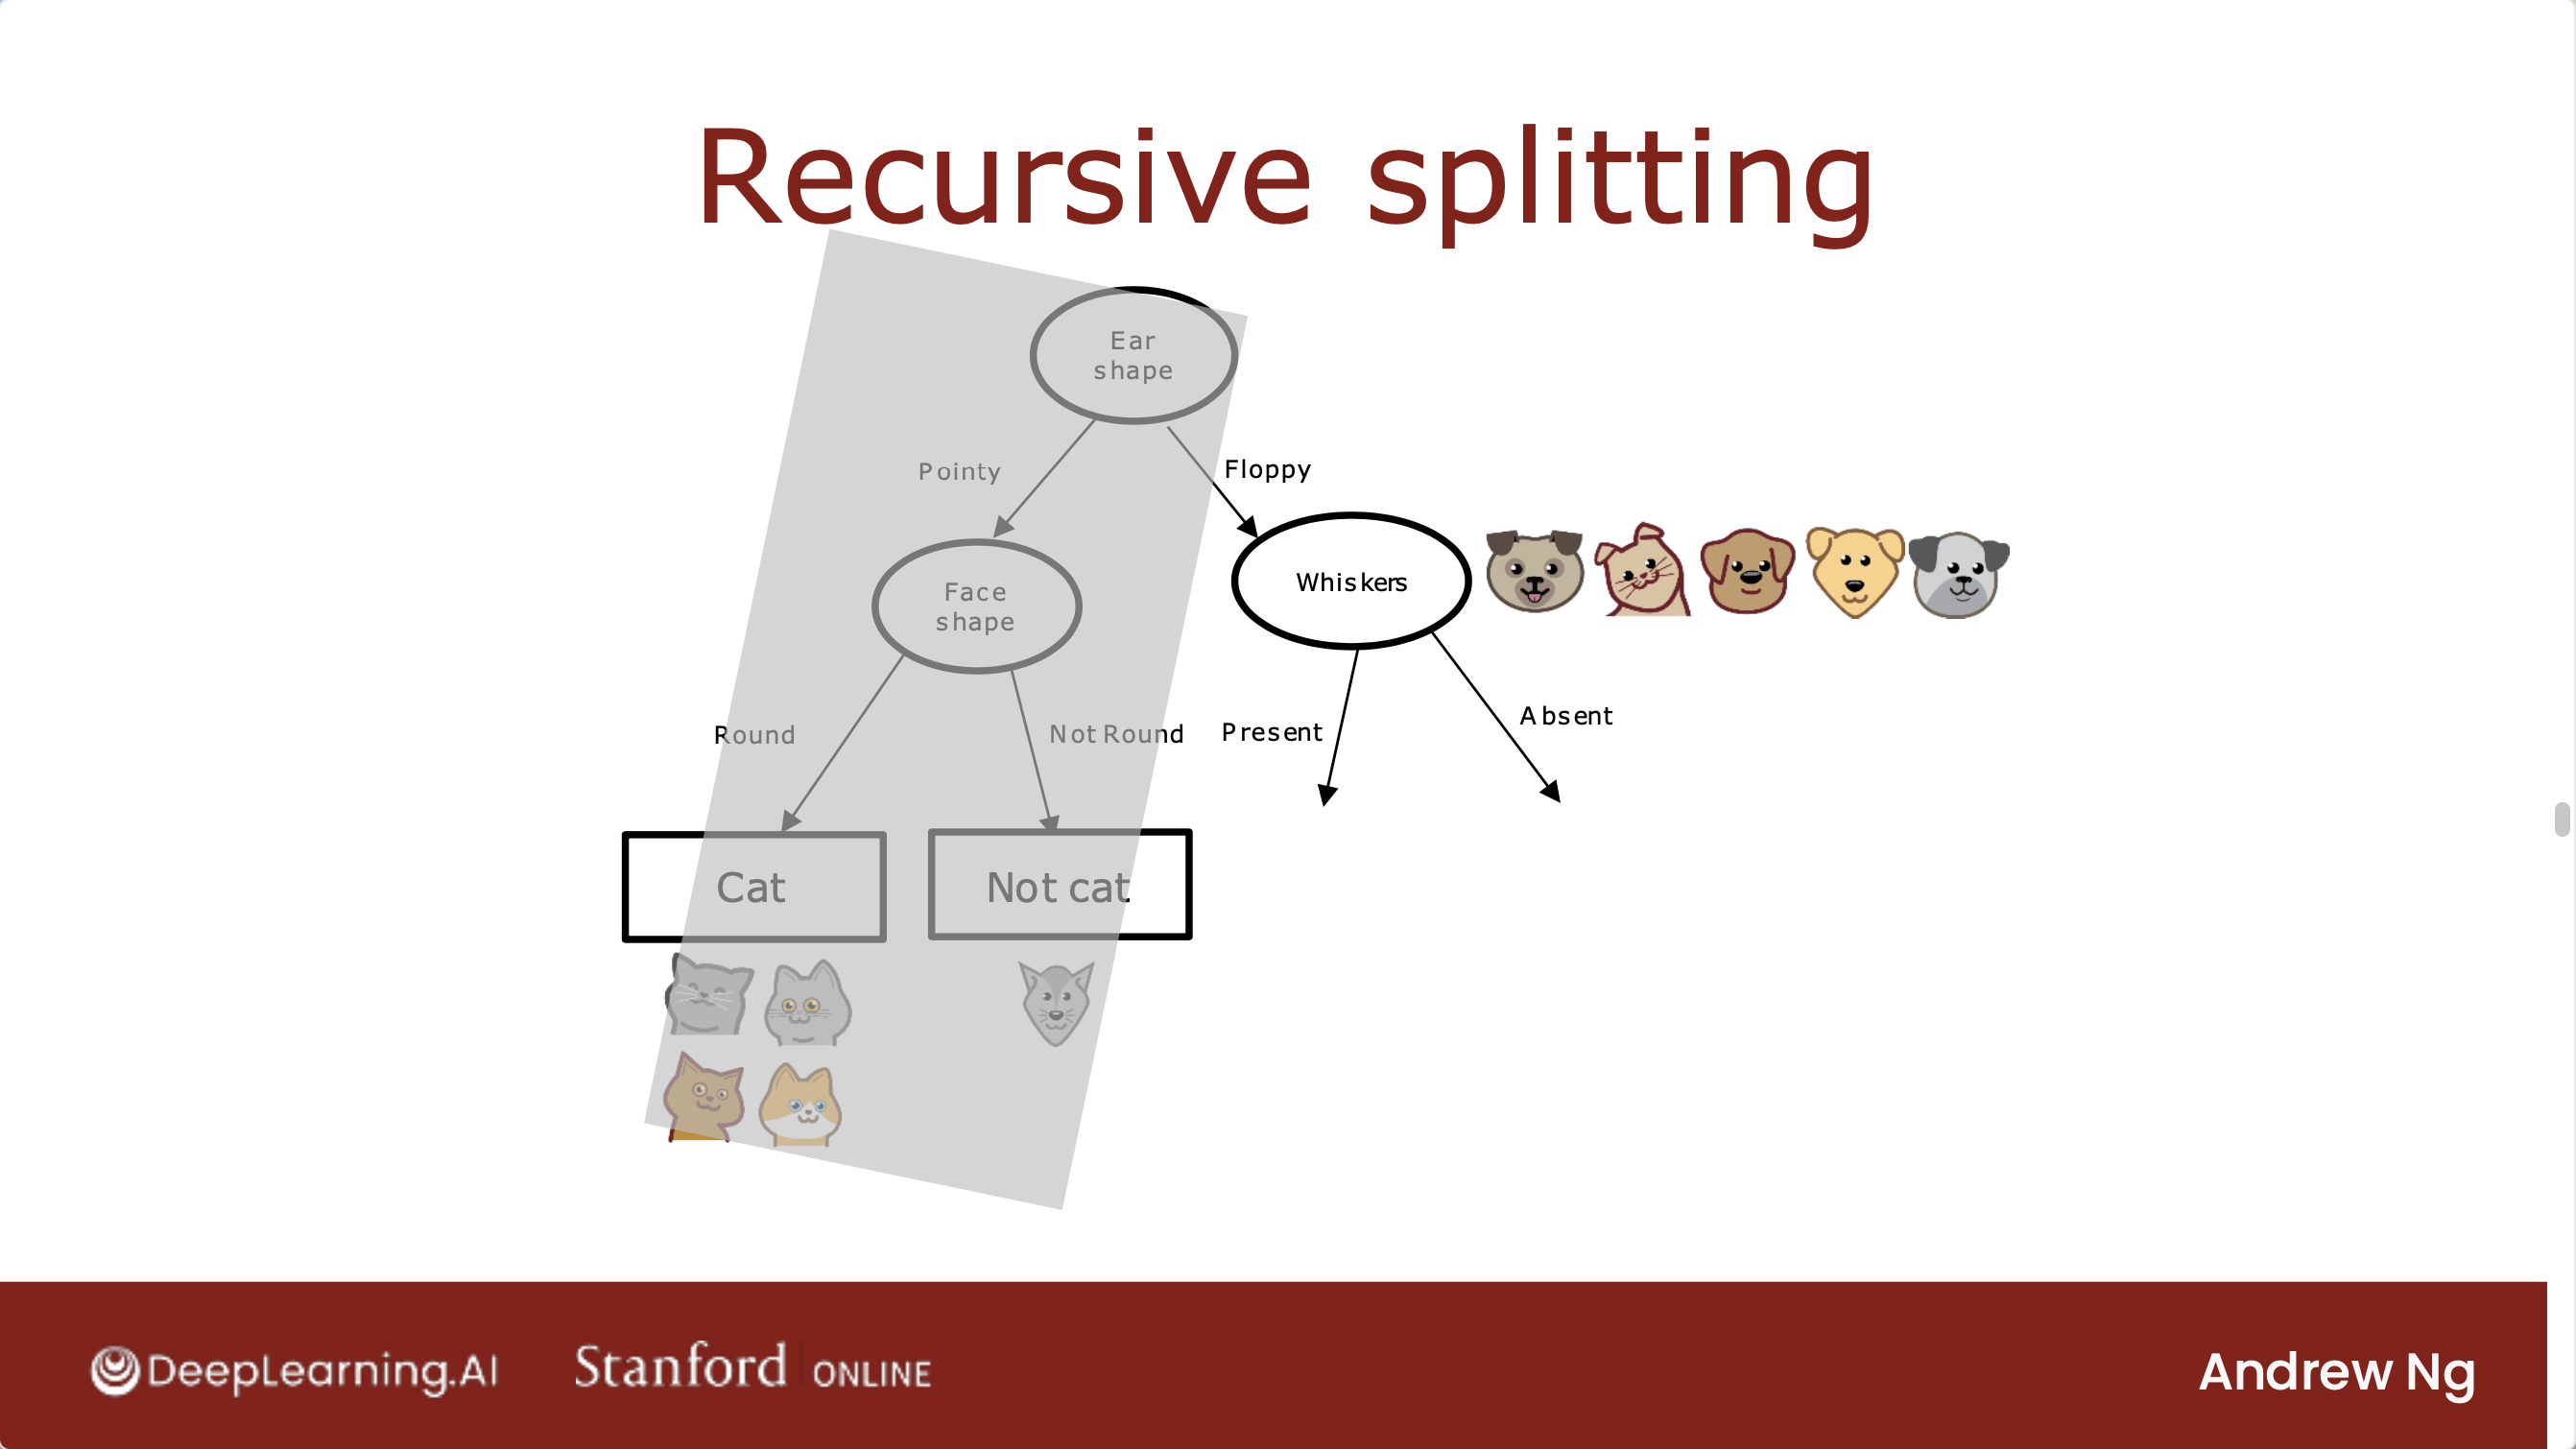 Recursive splitting
Ear
shape
Pointy
Floppy
Face
shape
Whiskers
Round
Not Round
Present
Absent
Cat
Not cat
DeepLearning.AI
Stanford ONLINE
Andrew Ng